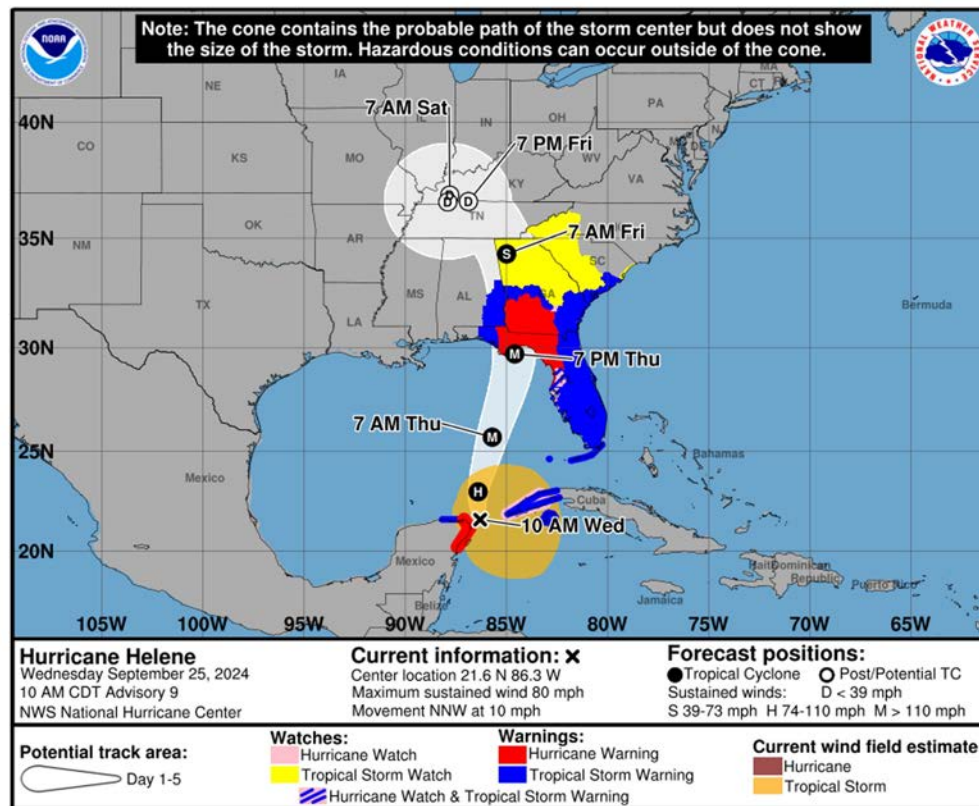 Note: The cone contains the probable path of the storm center but does not show
the size of the storm. Hazardous conditions can occur outside of the cone.
NOAA
NATIONAL WEATHER SERVICE
NE
IA
PA
MA
CT
RI
NJ
7 AM Sat
IL
IN
OH
MD
DE
40N
7 PM Fri
CO
KS
MO
WV
VA
KY
D
D
D
TN
35N
OK
AR
7 AM Fri
NM
S
SC
MS
AL
GA
TX
LA
Bermuda
30N
M
7 PM Thu
7 AM Thu
M
25N
Bahamas
Mexico
H
Cuba
10 AM Wed
20N
Mexico
Haiti
Dominican
Republic
Puerto Rico
Belize
Jamaica
105W 100W 95W 90W 85W 80W 75W 70W 65W
Hurricane Helene
Wednesday September 25, 2024
10 AM CDT Advisory 9
NWS National Hurricane Center
Current information: ×
Center location 21.6 N 86.3 W
Maximum sustained wind 80 mph
Movement NNW at 10 mph
Forecast positions:
Tropical Cyclone Post/Potential TC
Sustained winds: D < 39 mph
S 39-73 mph H 74-110 mph M > 110 mph
Potential track area:
Day 1-5
Watches:
Hurricane Watch
Tropical Storm Watch
Warnings:
Hurricane Warning
Tropical Storm Warning
Hurricane Watch & Tropical Storm Warning
Current wind field estimate
Hurricane
Tropical Storm